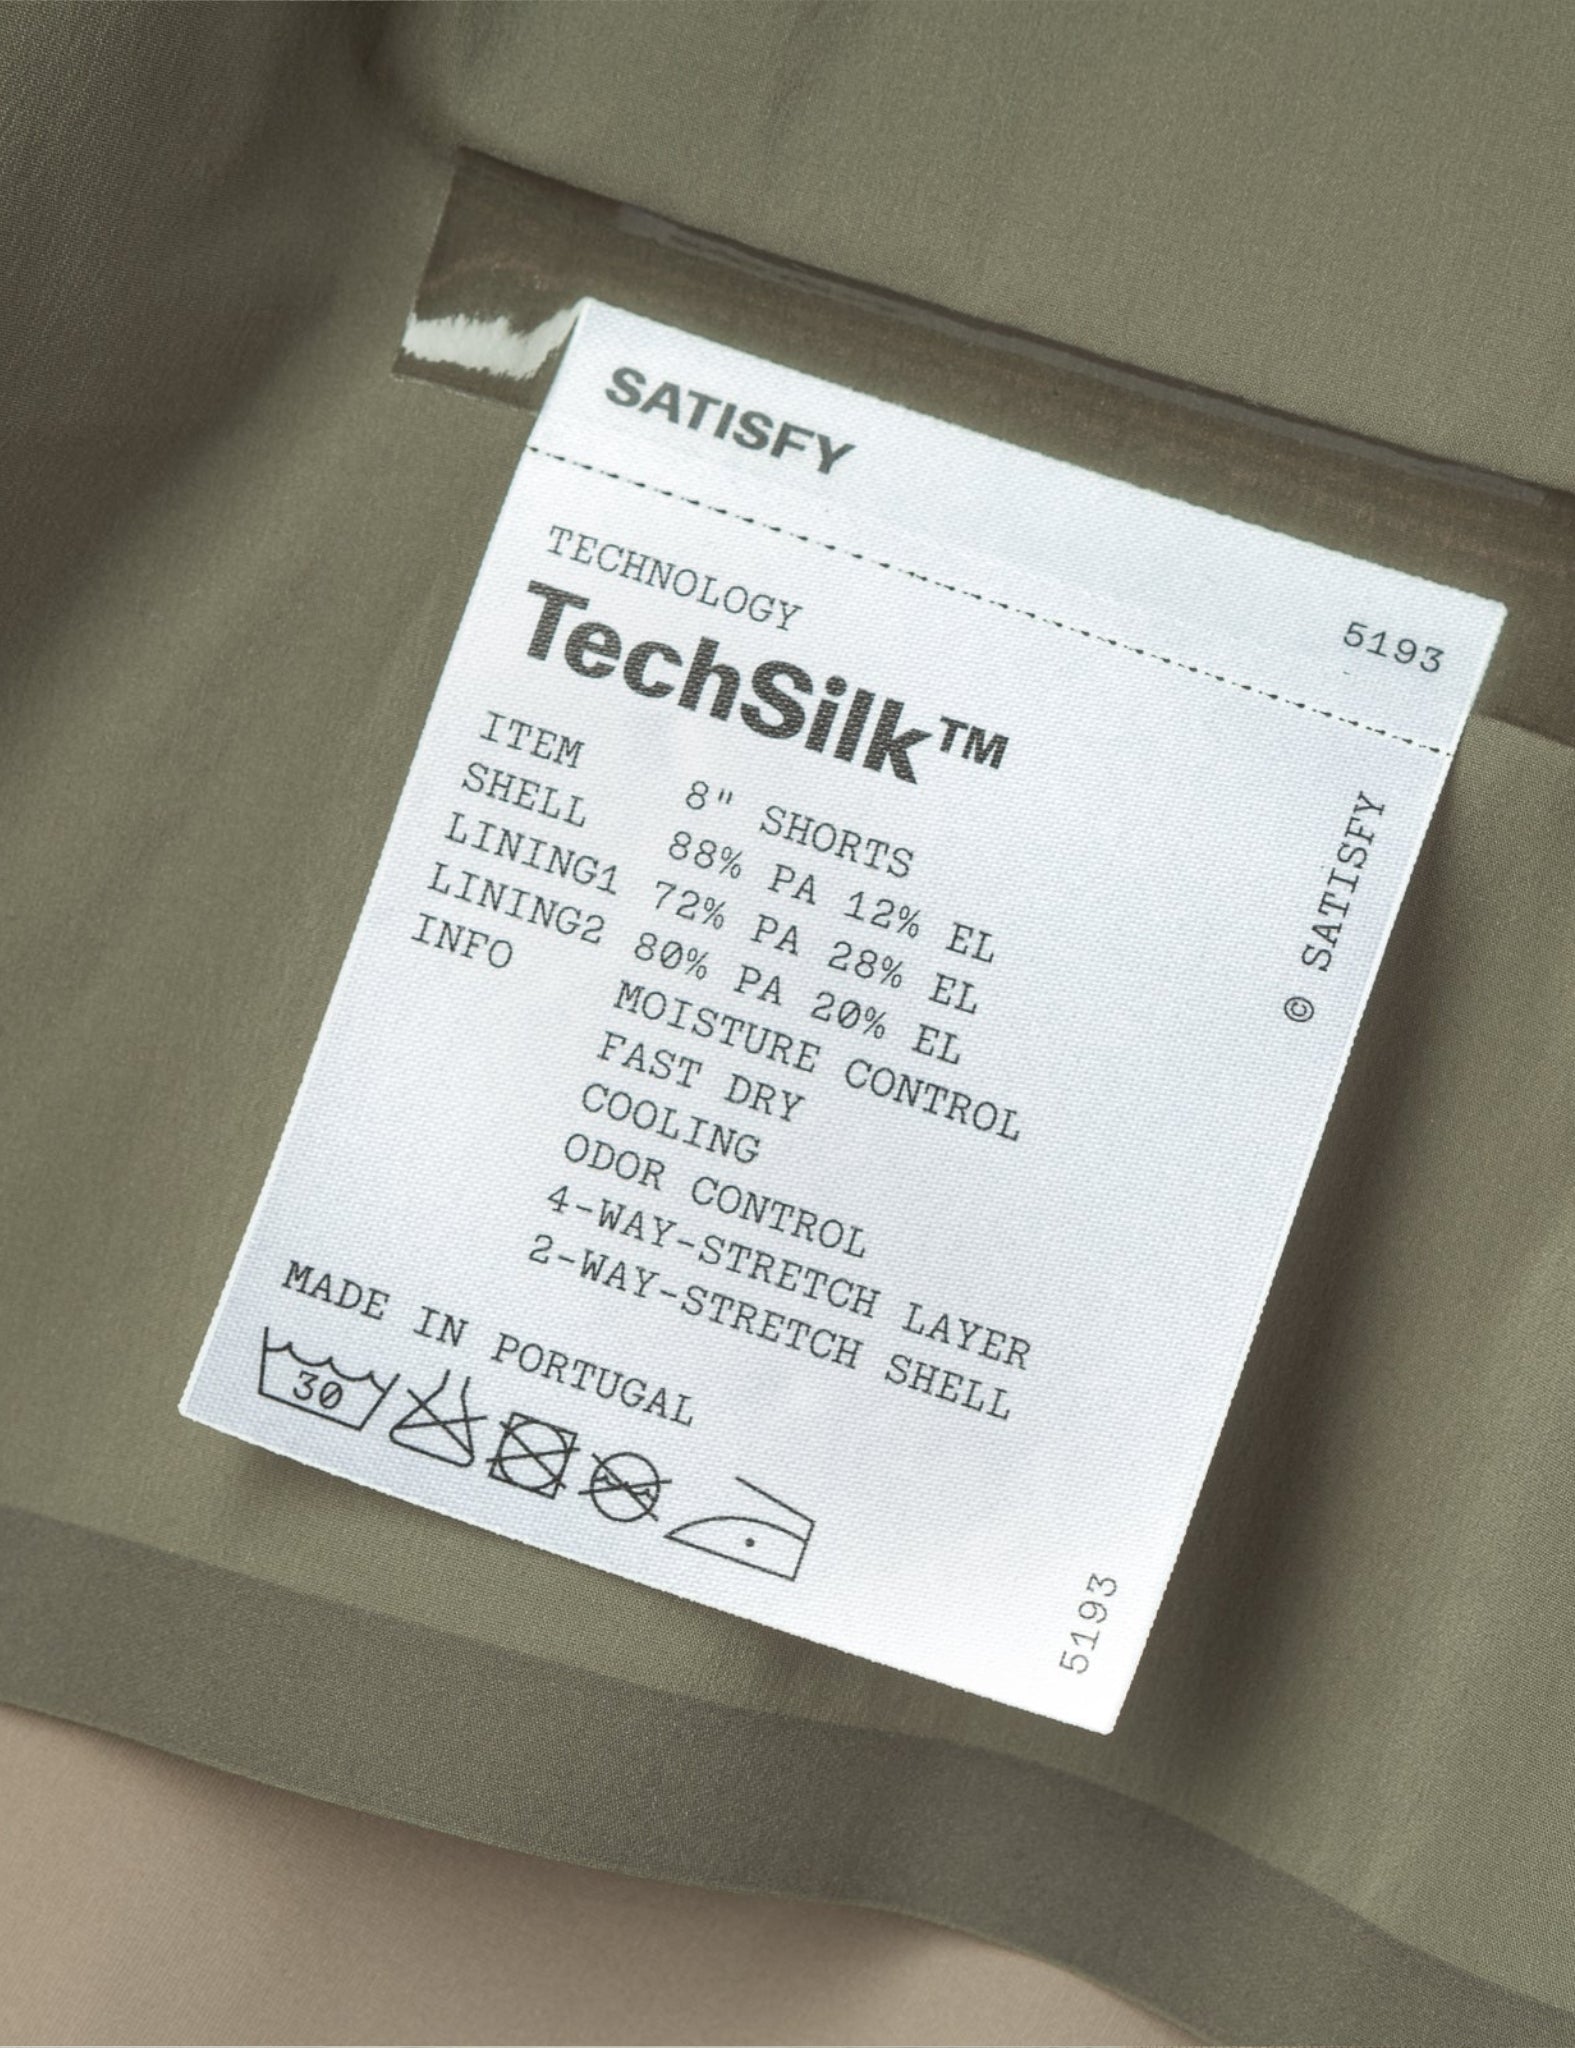 SATISFY
5193
TECHNOLOGY
TechSilk™
ITEM 8" SHORTS
SHELL 88% PA 12% EL
LINING1 72% PA 28% EL
LINING2 80% PA 20% EL
INFO MOISTURE CONTROL
FAST DRY
COOLING
ODOR CONTROL
4-WAY-STRETCH LAYER
2-WAY-STRETCH SHELL
MADE IN PORTUGAL
30
© SATISFY
5193